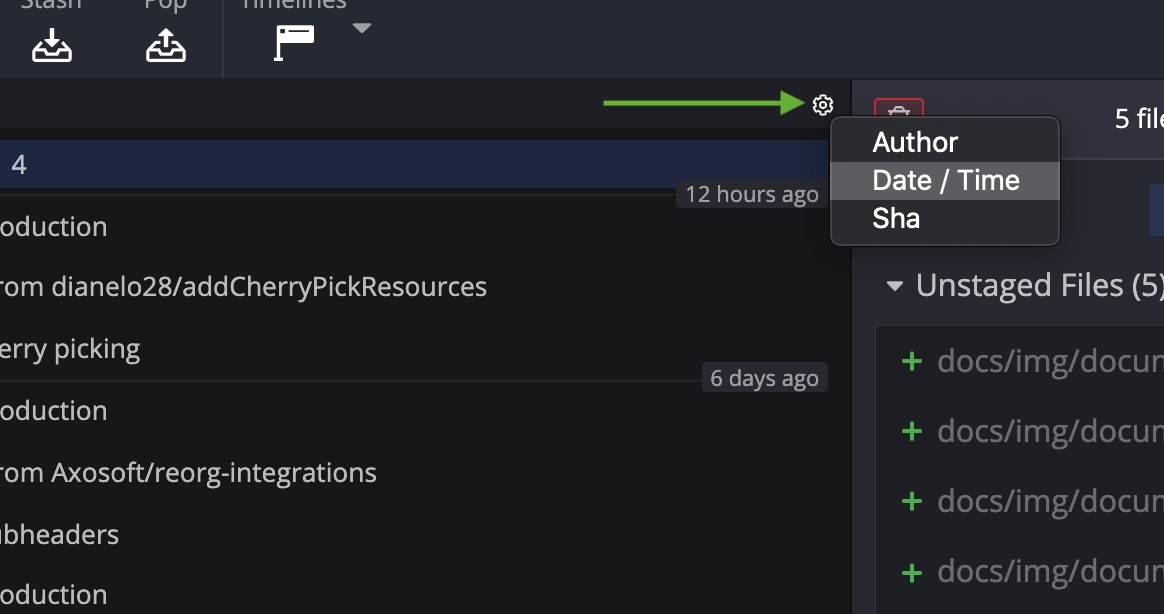 Stash Pop Timelines
5 file
Author
4
Date / Time
12 hours ago
Sha
oduction
rom dianelo28/addCherryPickResources
Unstaged Files (5)
erry picking
docs/img/docum
6 days ago
oduction
docs/img/docum
rom Axosoft/reorg-integrations
docs/img/docum
ubheaders
docs/img/docum
oduction